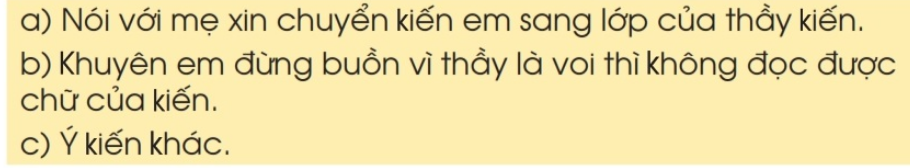 a) Nói với mẹ xin chuyển kiến em sang lớp của thầy kiến.
b) Khuyên em đừng buồn vì thầy là voi thì không đọc được
chữ của kiến.
c) Ý kiến khác.